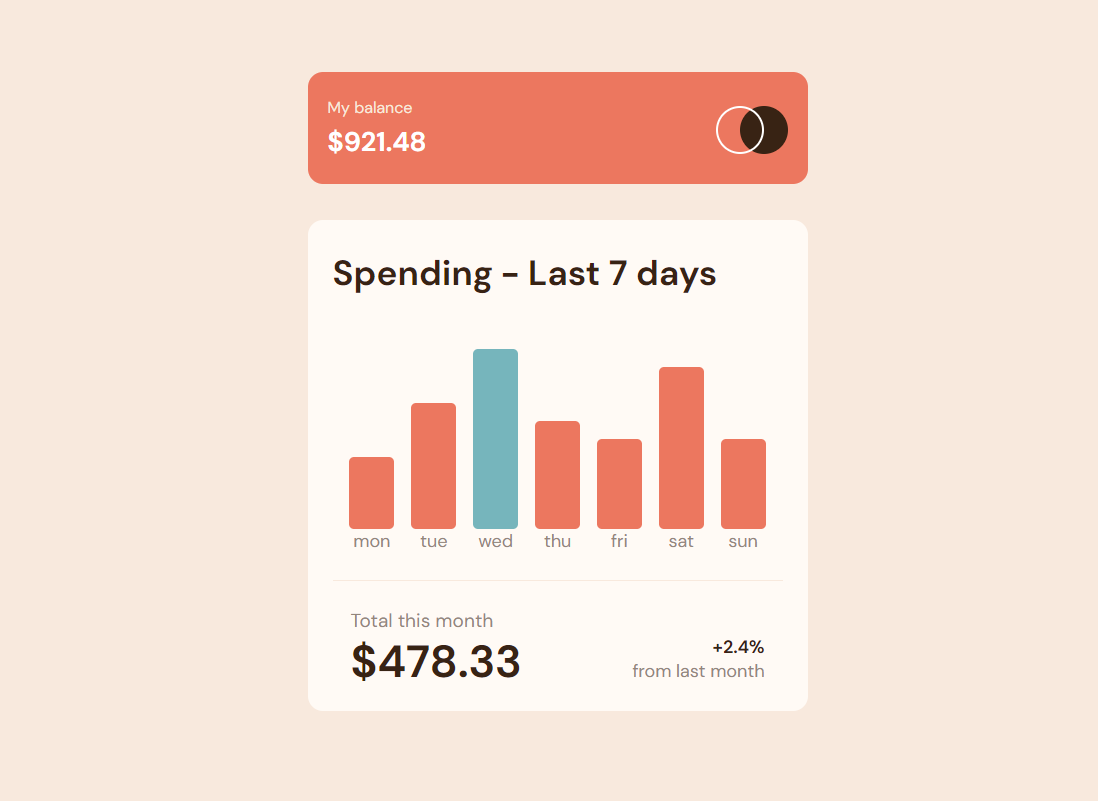 My balance
$921.48
Spending - Last 7 days
mon tue wed thu fri sat sun
Total this month
$478.33
+2.4%
from last month